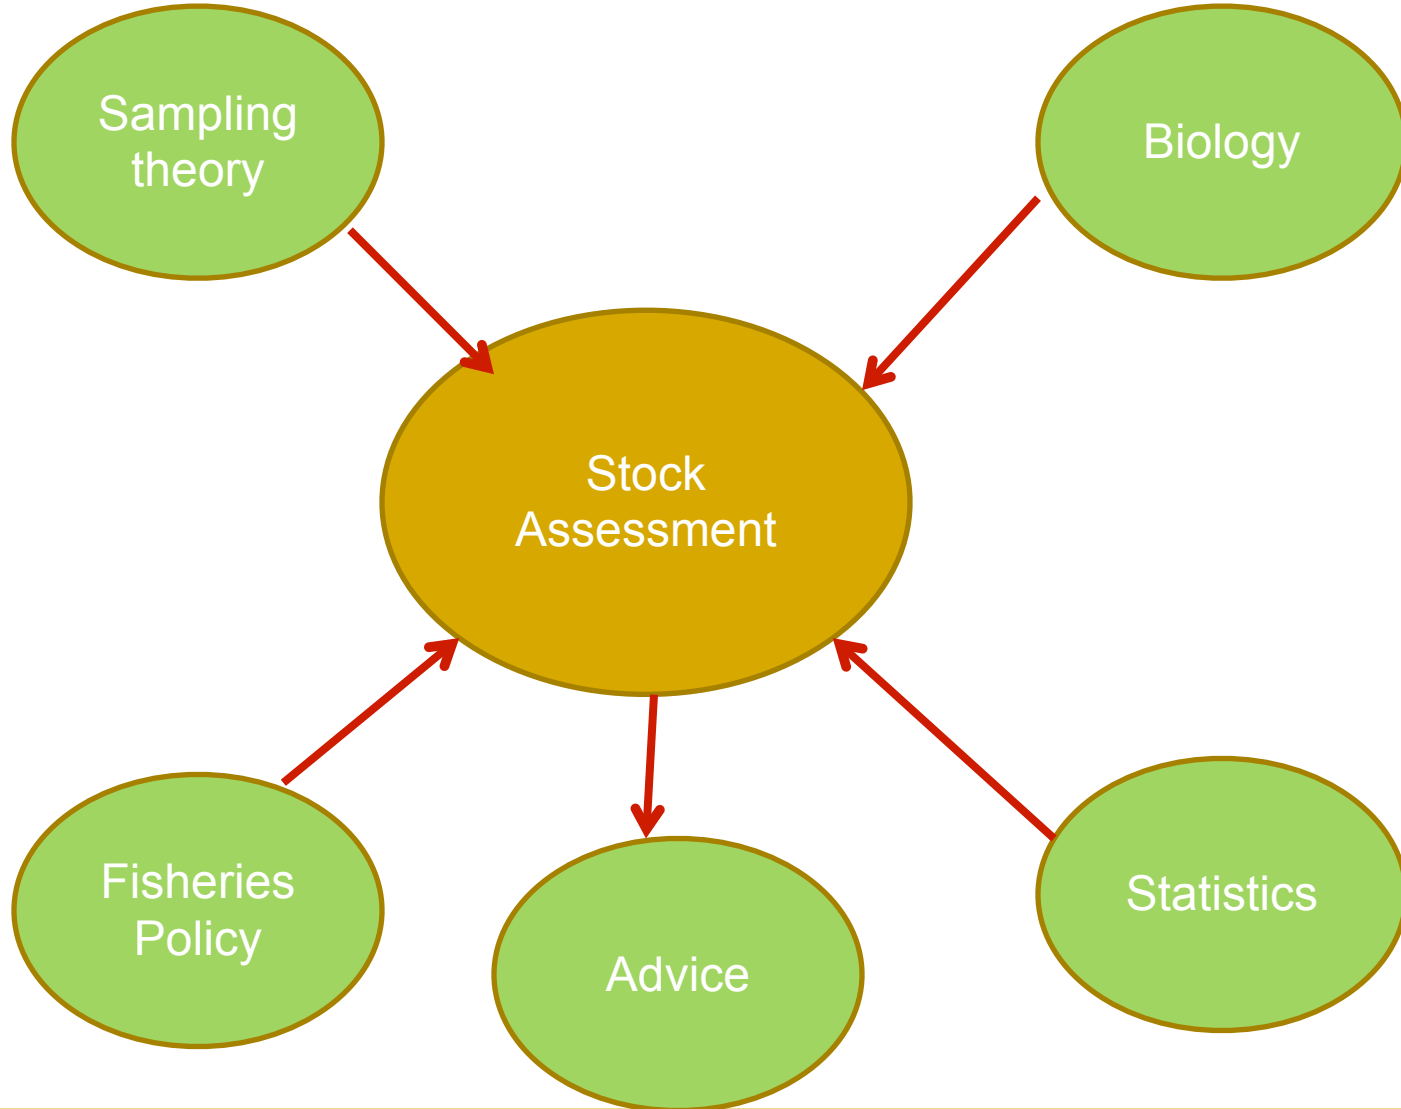 Sampling
theory
Biology
Stock
Assessment
Fisheries
Policy
Advice
Statistics